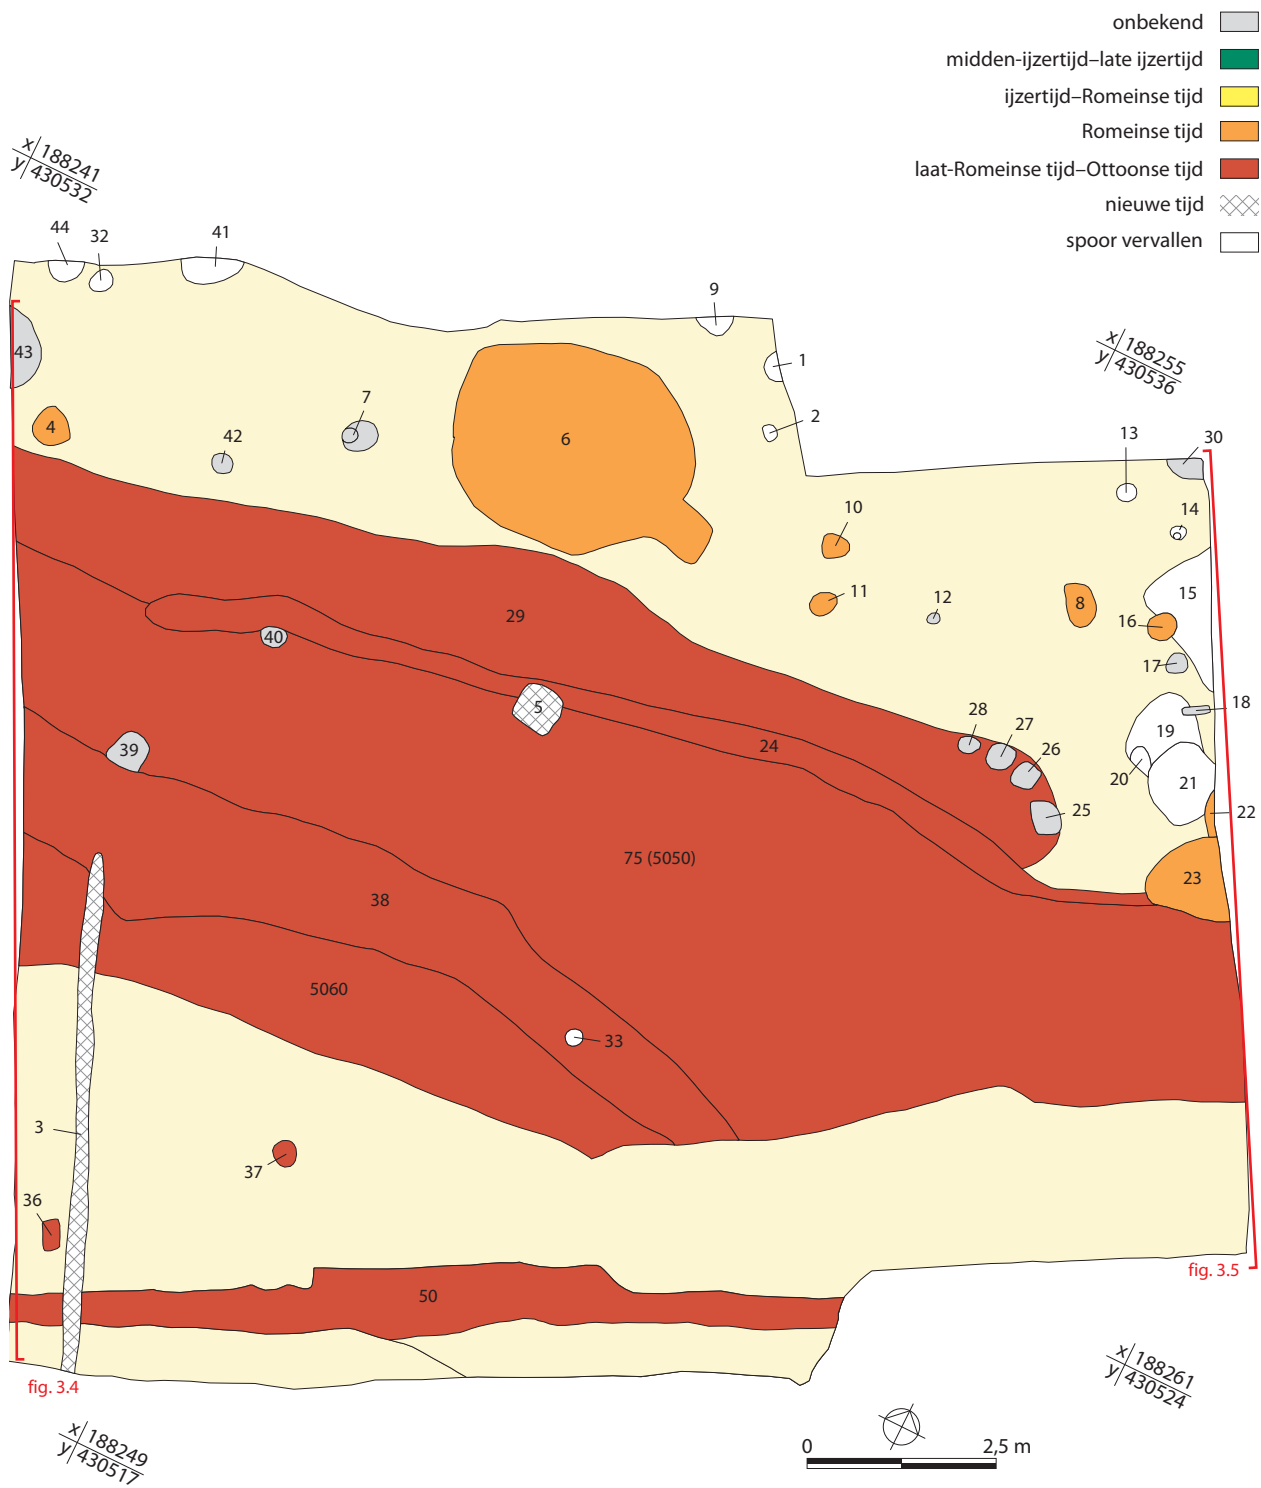 onbekend
midden-ijzertijd–late ijzertijd
ijzertijd–Romeinse tijd
Romeinse tijd
laat-Romeinse tijd–Ottoonse tijd
nieuwe tijd
spoor vervallen
x/188241
y/430532
44
32
41
9
1
2
x/188255
y/430536
43
4
42
7
6
13
30
14
10
11
12
8
15
16
17
18
29
40
5
24
28
27
26
25
19
20
21
22
23
39
75 (5050)
38
5060
33
3
37
36
50
fig. 3.5
fig. 3.4
x/188261
y/430524
x/188249
y/430517
0 2,5 m